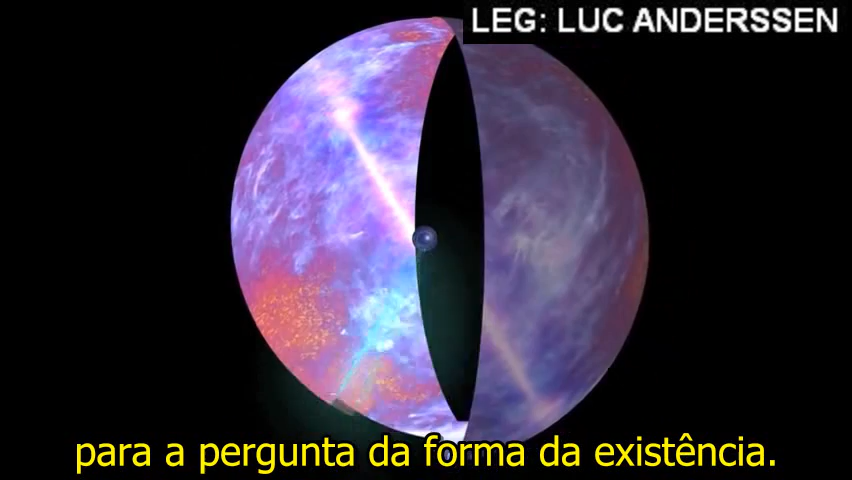 LEG: LUC ANDERSSEN
para a pergunta da forma da existência.